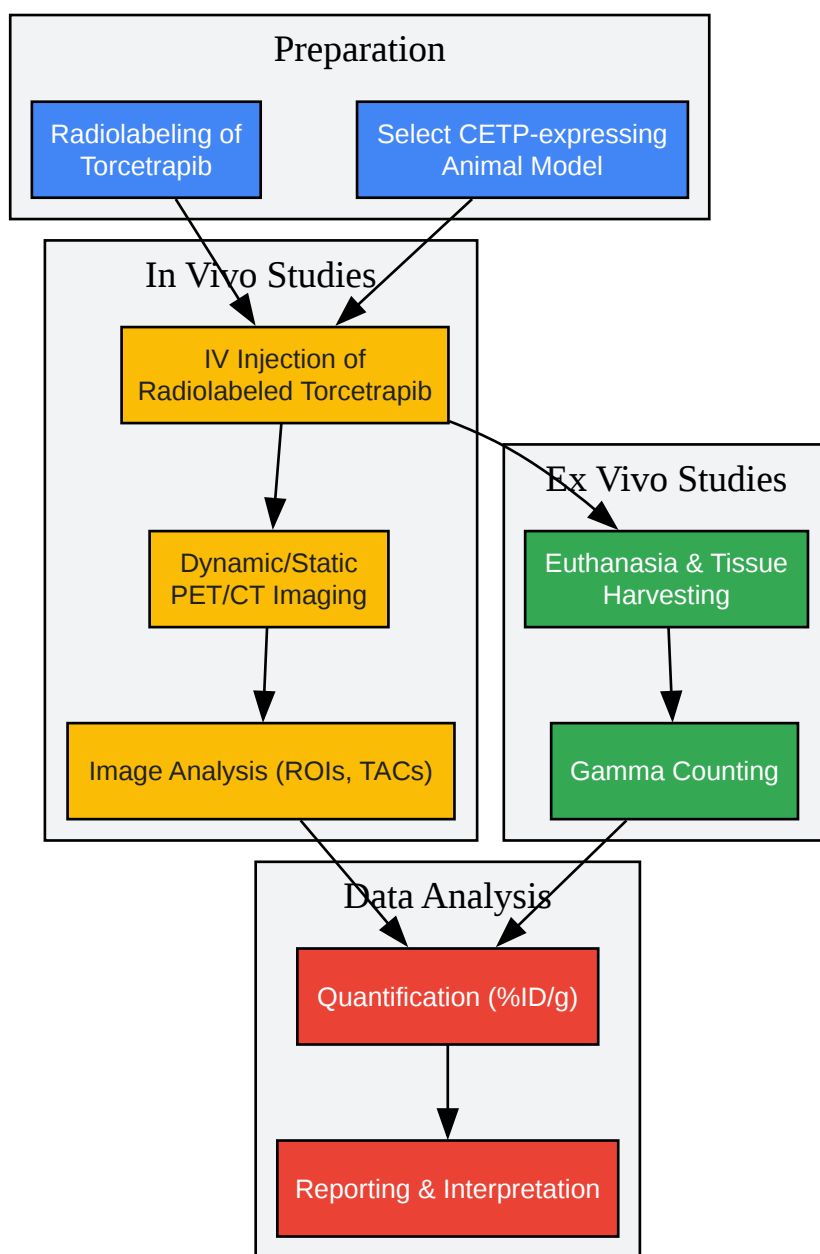 Preparation
Radiolabeling of
Torcetrapib
Select CETP-expressing
Animal Model
In Vivo Studies
IV Injection of
Radiolabeled Torcetrapib
Ex Vivo Studies
Dynamic/Static
PET/CT Imaging
Euthanasia & Tissue
Harvesting
Image Analysis (ROIs, TACs)
Gamma Counting
Data Analysis
Quantification (%ID/g)
Reporting & Interpretation